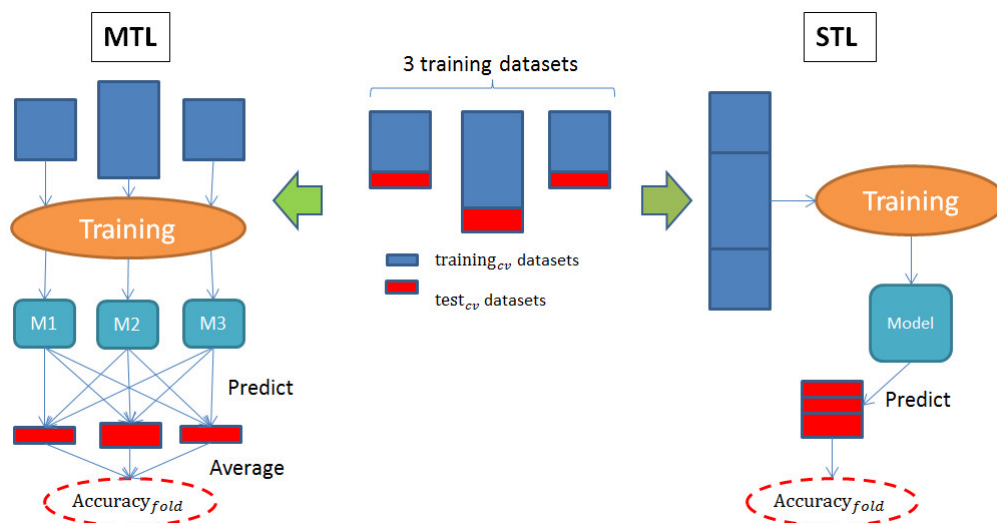 MTL
STL
3 training datasets
Training
Training
training_cv datasets
test_cv datasets
M1
M2
M3
Model
Predict
Predict
Average
Accuracy_fold
Accuracy_fold